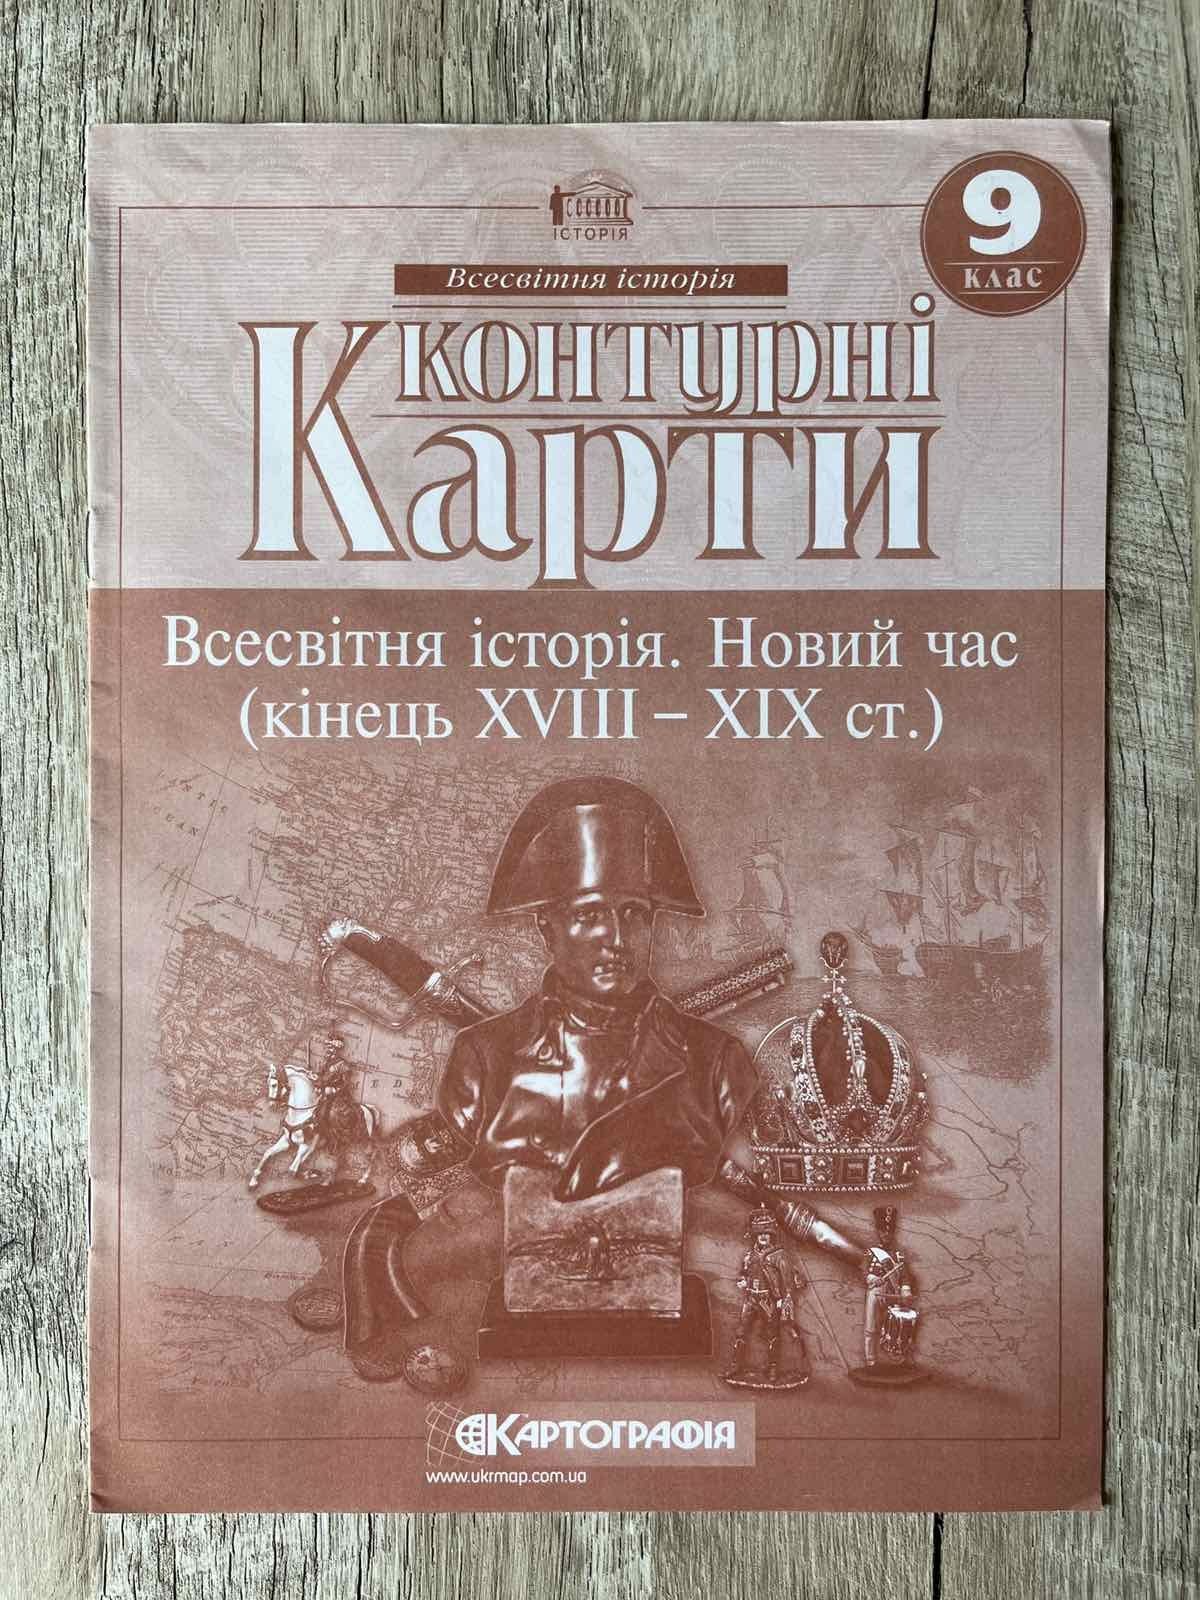 ІСТОРІЯ
9
клас
Всесвітня історія
Контурні
Карти
Всесвітня історія. Новий час
(кінець XVIII – XIX ст.)
КАРТОГРАФІЯ
www.ukrmap.com.ua